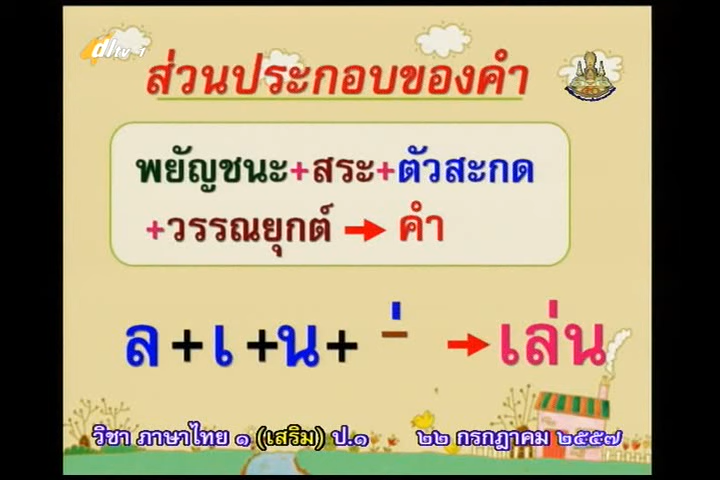 dltv 1
ส่วนประกอบของคำ
พยัญชนะ+สระ+ตัวสะกด
+วรรณยุกต์ → คำ
ล+เ+น+ -่ → เล่น
วิชา ภาษาไทย ๑ (เสริม) ป.๑ ๒๒ กรกฎาคม ๒๕๕๗